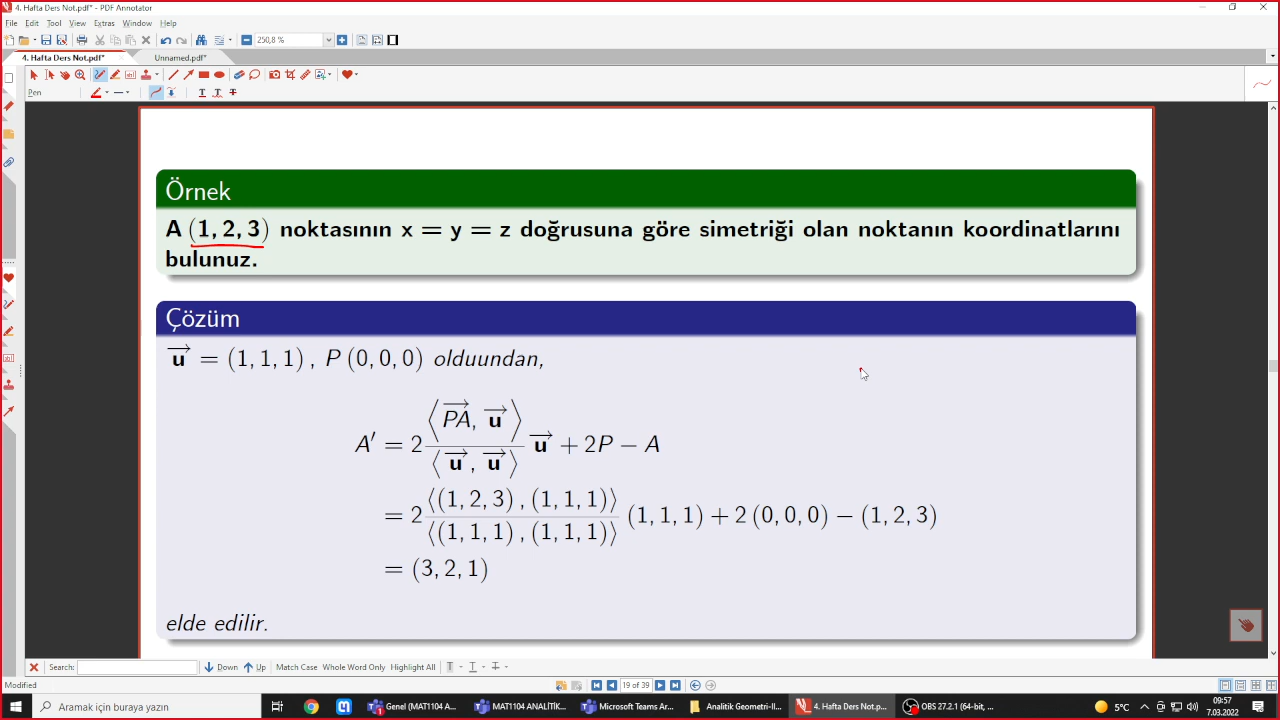 4. Hafta Ders Not.pdf* - PDF Annotator
File Edit Tool View Extras Window Help
250,8 %
4. Hafta Ders Not.pdf* Unnamed.pdf*
Pen
Örnek
A (1, 2, 3) noktasının x = y = z doğrusuna göre simetriği olan noktanın koordinatlarını
bulunuz.
Çözüm
u⃗ = (1, 1, 1) , P (0, 0, 0) olduundan,
A′ = 2 ⟨PA⃗, u⃗⟩ / ⟨u⃗, u⃗⟩ u⃗ + 2P − A
= 2 ⟨(1, 2, 3) , (1, 1, 1)⟩ / ⟨(1, 1, 1) , (1, 1, 1)⟩ (1, 1, 1) + 2 (0, 0, 0) − (1, 2, 3)
= (3, 2, 1)
elde edilir.
Search: Down Up Match Case Whole Word Only Highlight All
Modified 19 of 39
Aramak için buraya yazın Genel (MAT1104 A... MAT1104 ANALİTİK... Microsoft Teams Ar... Analitik Geometri-II... 4. Hafta Ders Not.p... OBS 27.2.1 (64-bit, ... 5°C 09:57
7.03.2022